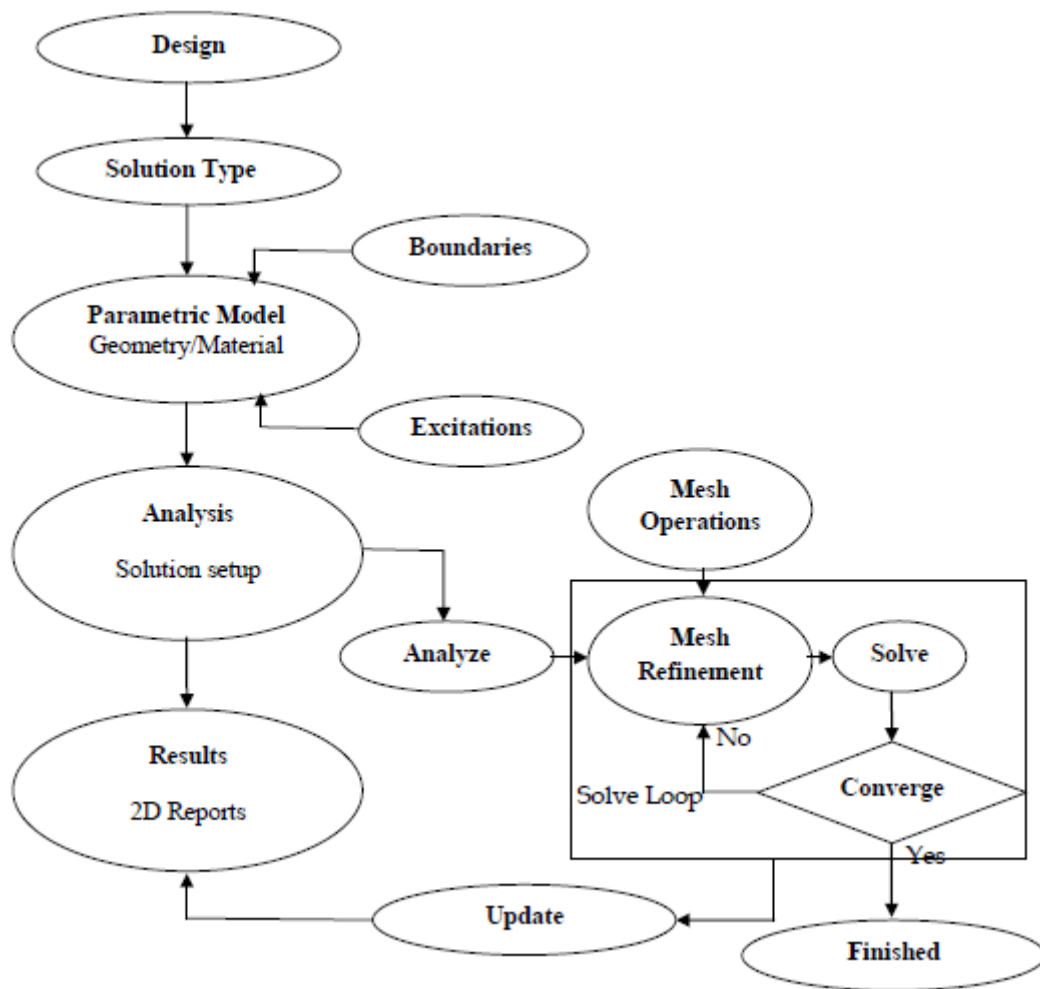 Design
Solution Type
Boundaries
Parametric Model
Geometry/Material
Excitations
Analysis
Solution setup
Mesh
Operations
Analyze
Mesh
Refinement
Solve
No
Converge
Solve Loop
Yes
Results
2D Reports
Update
Finished